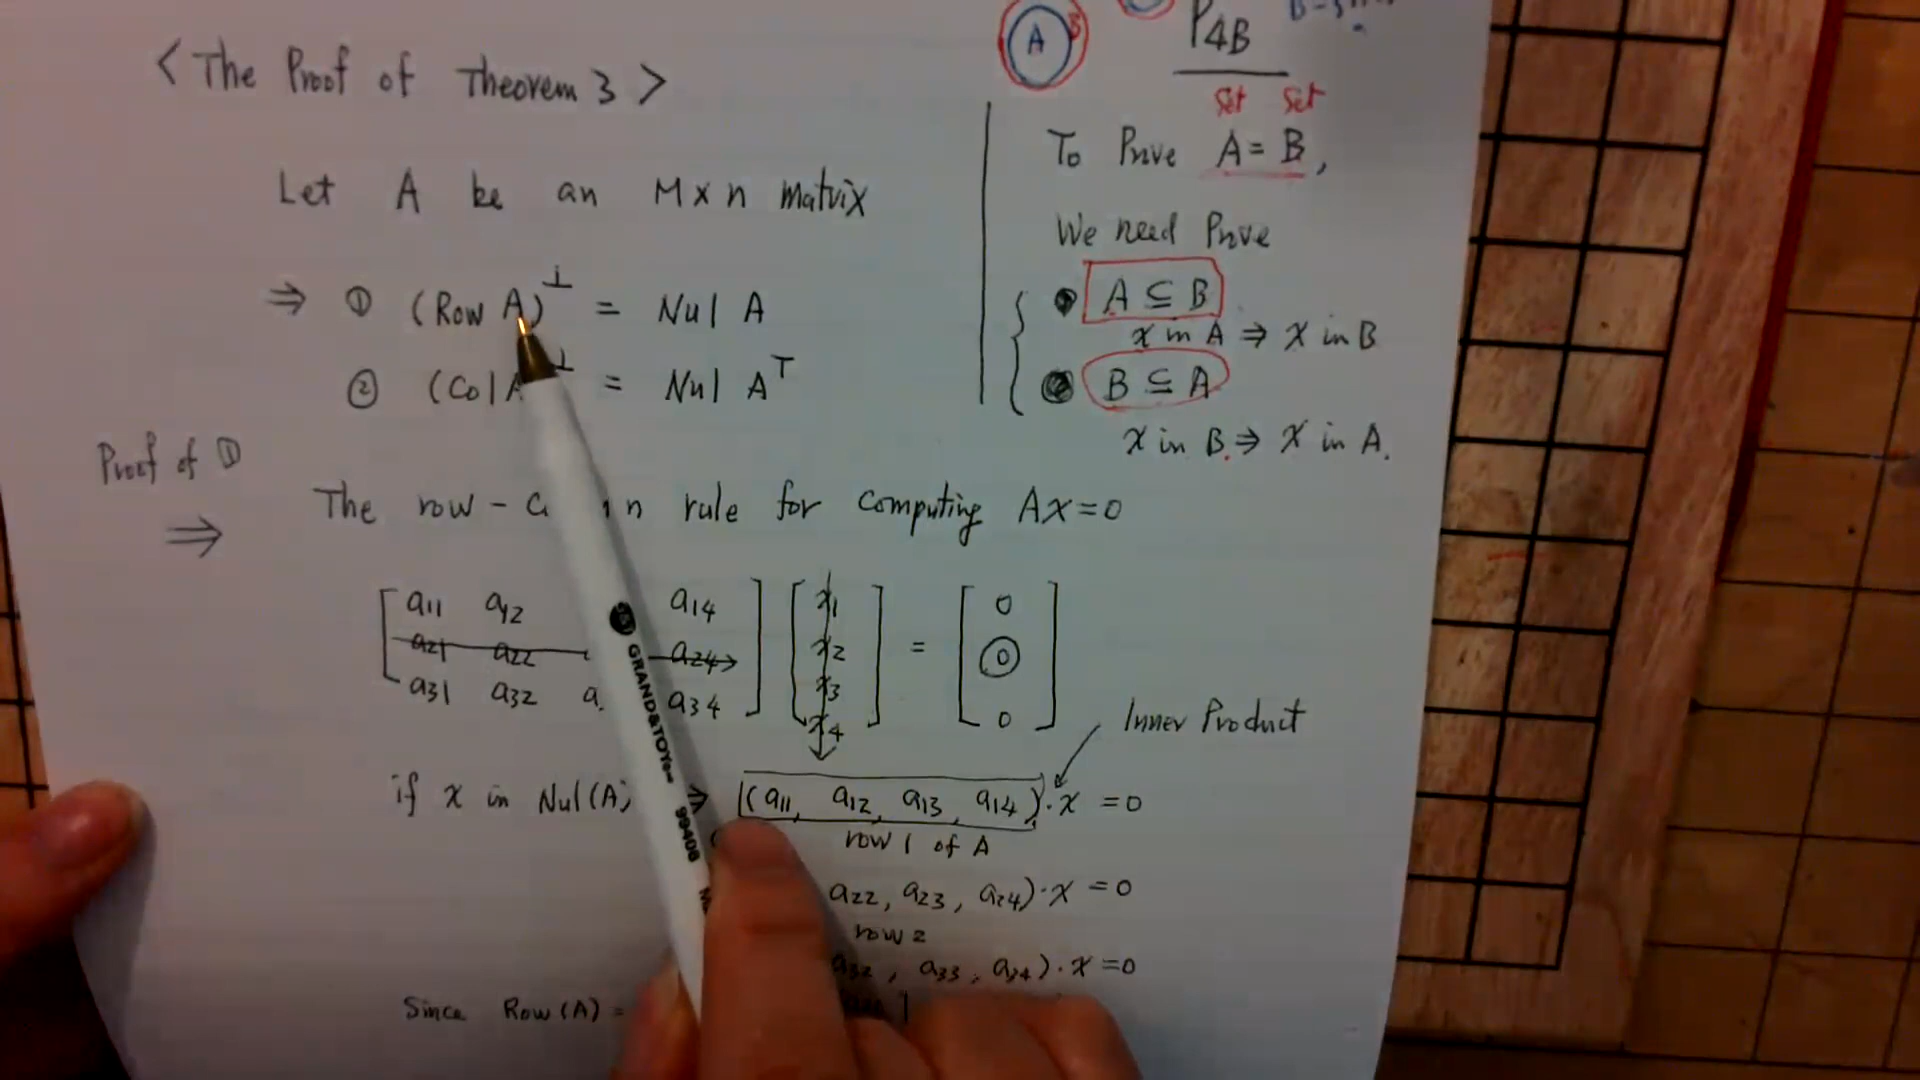 < The Proof of Theorem 3 >
Let A be an M x n matrix
⇒ ① (Row A)⊥ = Nul A
② (Col A ⊥ = Nul Aᵀ
Proof of ①
⇒ The row - n rule for computing Ax=0
a11 a12 a14 x1 0
a21 a22 a24 x2 = 0
a31 a32 a34 x3
x4 0
Inner Product
if x in Nul(A) ⇒ (a11, a12, a13, a14) · x = 0
row 1 of A
a22, a23, a24) · x = 0
row 2
a32, a33, a34) · x = 0
Since Row (A) =
A B
P4B
Set Set
To Prove A = B,
We need Prove
A ⊆ B
x in A ⇒ x in B
B ⊆ A
x in B ⇒ x in A.
GRAND&TOY
99406